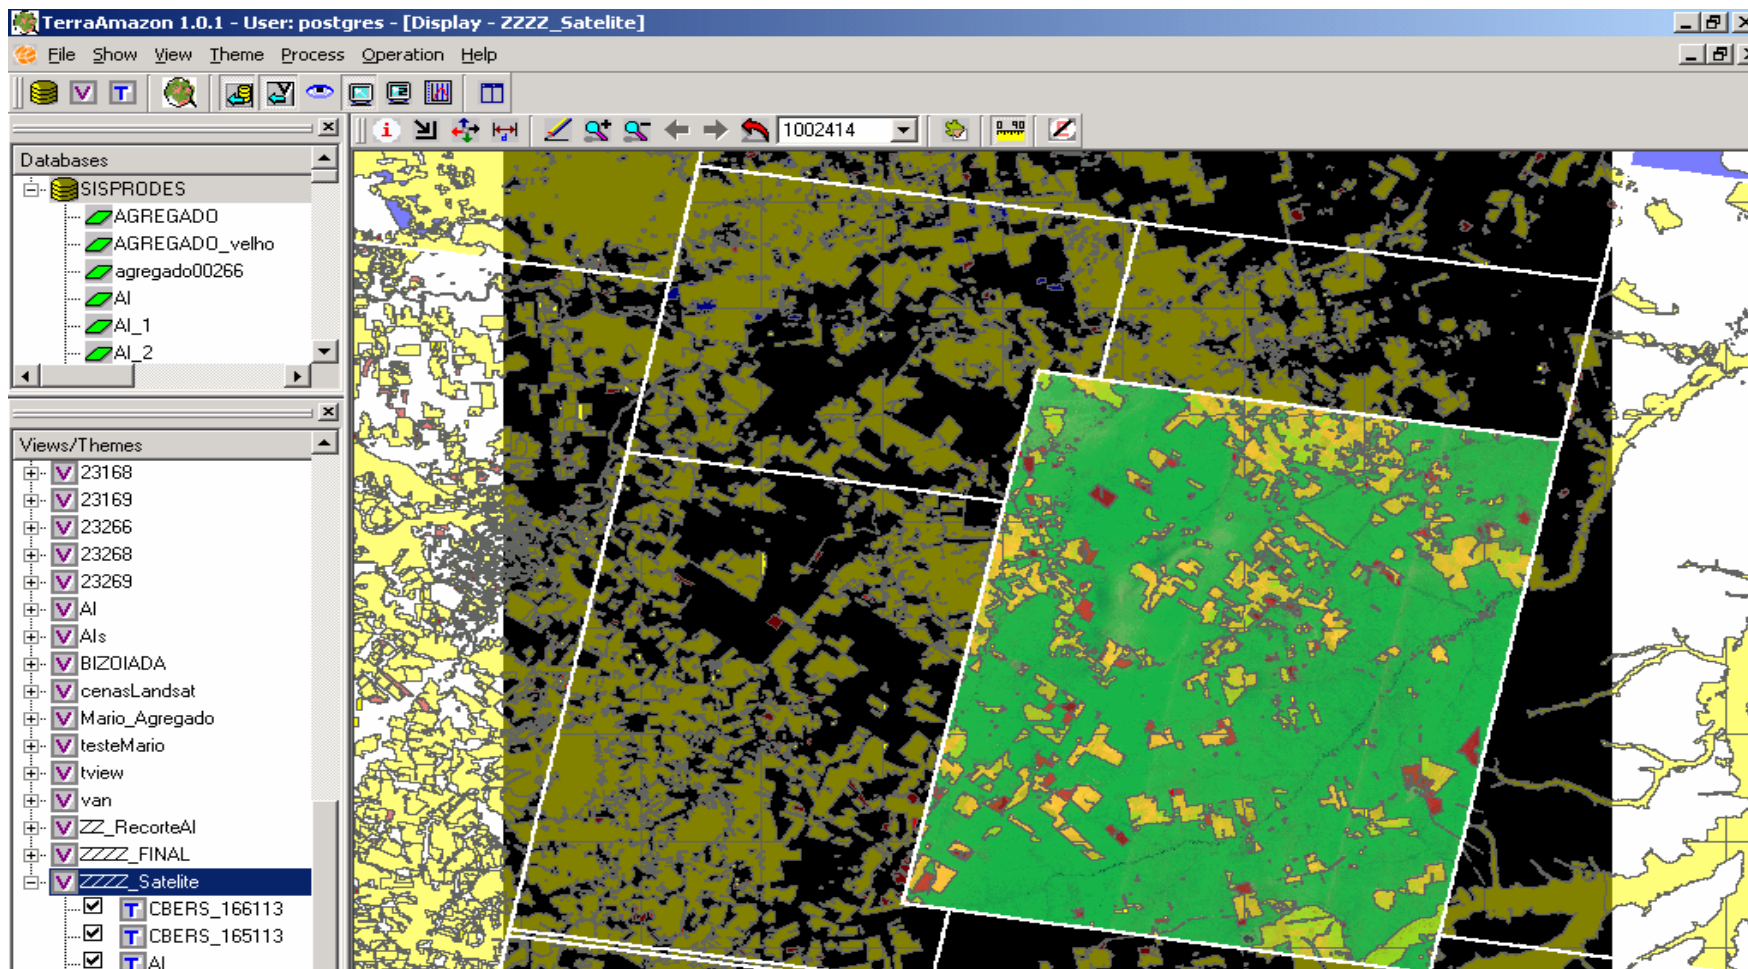 TerraAmazon 1.0.1 - User: postgres - [Display - ZZZZ_Satelite]
File Show View Theme Process Operation Help
1002414
Databases
SISPRODES
AGREGADO
AGREGADO_velho
agregado00266
AI
AI_1
AI_2
Views/Themes
23168
23169
23266
23268
23269
AI
AIs
BIZOIADA
cenasLandsat
Mario_Agregado
testeMario
tview
van
ZZ_RecorteAI
ZZZZ_FINAL
ZZZZ_Satelite
CBERS_166113
CBERS_165113
AI